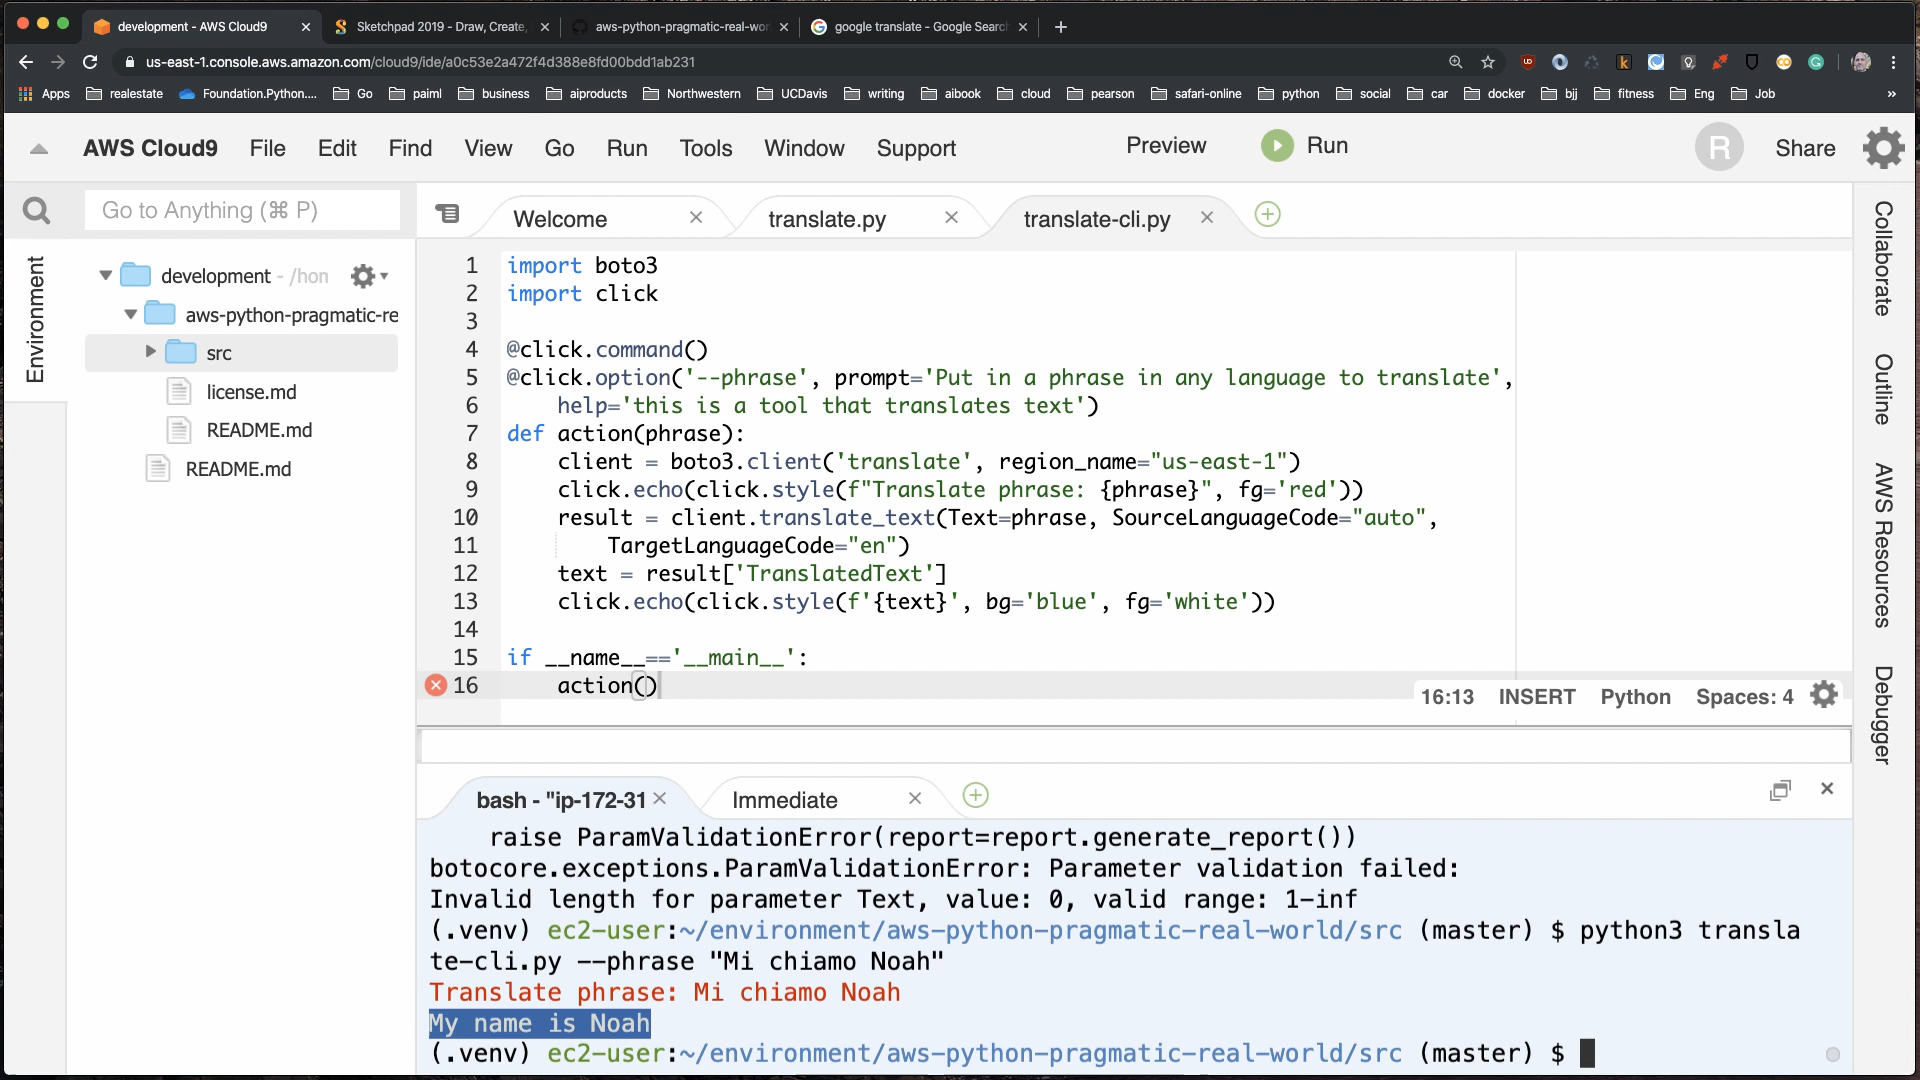 development - AWS Cloud9
Sketchpad 2019 - Draw, Create,
aws-python-pragmatic-real-wor
google translate - Google Search
us-east-1.console.aws.amazon.com/cloud9/ide/a0c53e2a472f4d388e8fd00bdd1ab231
Apps realestate Foundation.Python.... Go paiml business aiproducts Northwestern UCDavis writing aibook cloud pearson safari-online python social car docker bjj fitness Eng Job »
AWS Cloud9 File Edit Find View Go Run Tools Window Support Preview Run R Share
Go to Anything (⌘ P)
Welcome translate.py translate-cli.py
Environment
development - /hon
aws-python-pragmatic-re
src
license.md
README.md
README.md
1 import boto3
2 import click
3
4 @click.command()
5 @click.option('--phrase', prompt='Put in a phrase in any language to translate',
6     help='this is a tool that translates text')
7 def action(phrase):
8     client = boto3.client('translate', region_name="us-east-1")
9     click.echo(click.style(f"Translate phrase: {phrase}", fg='red'))
10     result = client.translate_text(Text=phrase, SourceLanguageCode="auto",
11         TargetLanguageCode="en")
12     text = result['TranslatedText']
13     click.echo(click.style(f'{text}', bg='blue', fg='white'))
14
15 if __name__=='__main__':
16     action()
16:13 INSERT Python Spaces: 4
Collaborate
Outline
AWS Resources
Debugger
bash - "ip-172-31 Immediate
    raise ParamValidationError(report=report.generate_report())
botocore.exceptions.ParamValidationError: Parameter validation failed:
Invalid length for parameter Text, value: 0, valid range: 1-inf
(.venv) ec2-user:~/environment/aws-python-pragmatic-real-world/src (master) $ python3 transla
te-cli.py --phrase "Mi chiamo Noah"
Translate phrase: Mi chiamo Noah
My name is Noah
(.venv) ec2-user:~/environment/aws-python-pragmatic-real-world/src (master) $